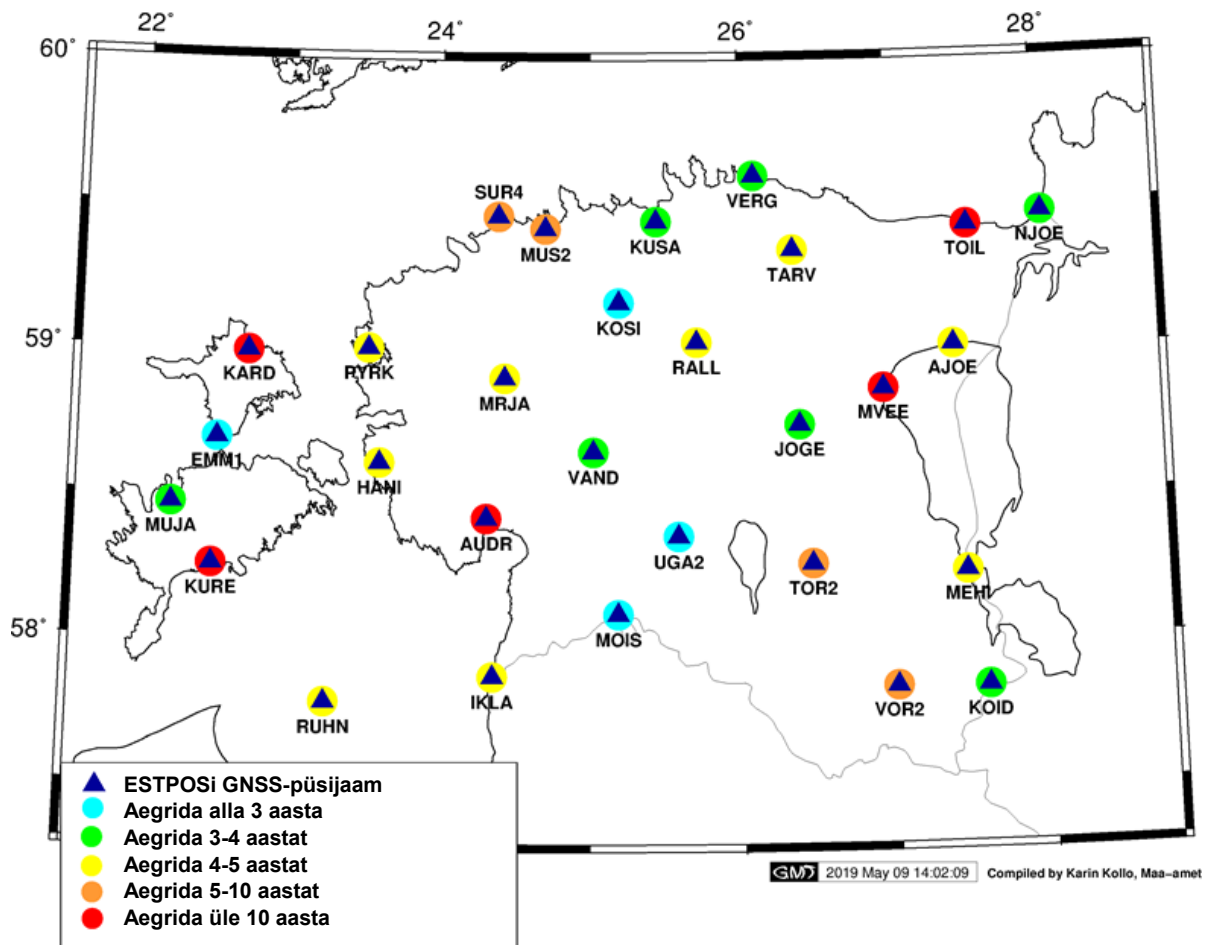 22° 24° 26° 28°
60°
SUR4
VERG
NJOE
MUS2
KUSA
TOIL
TARV
KOSI
59°
KARD
PYRK
RALL
AJOE
MRJA
MVEE
EMM1
JOGE
HANI
VAND
MUJA
AUDR
UGA2
KURE
TOR2
MEH1
58°
MOIS
IKLA
VOR2
KOID
RUHN
ESTPOSi GNSS-püsijaam
Aegrida alla 3 aasta
Aegrida 3-4 aastat
Aegrida 4-5 aastat
Aegrida 5-10 aastat
Aegrida üle 10 aasta
GMT 2019 May 09 14:02:09 Compiled by Karin Kollo, Maa–amet